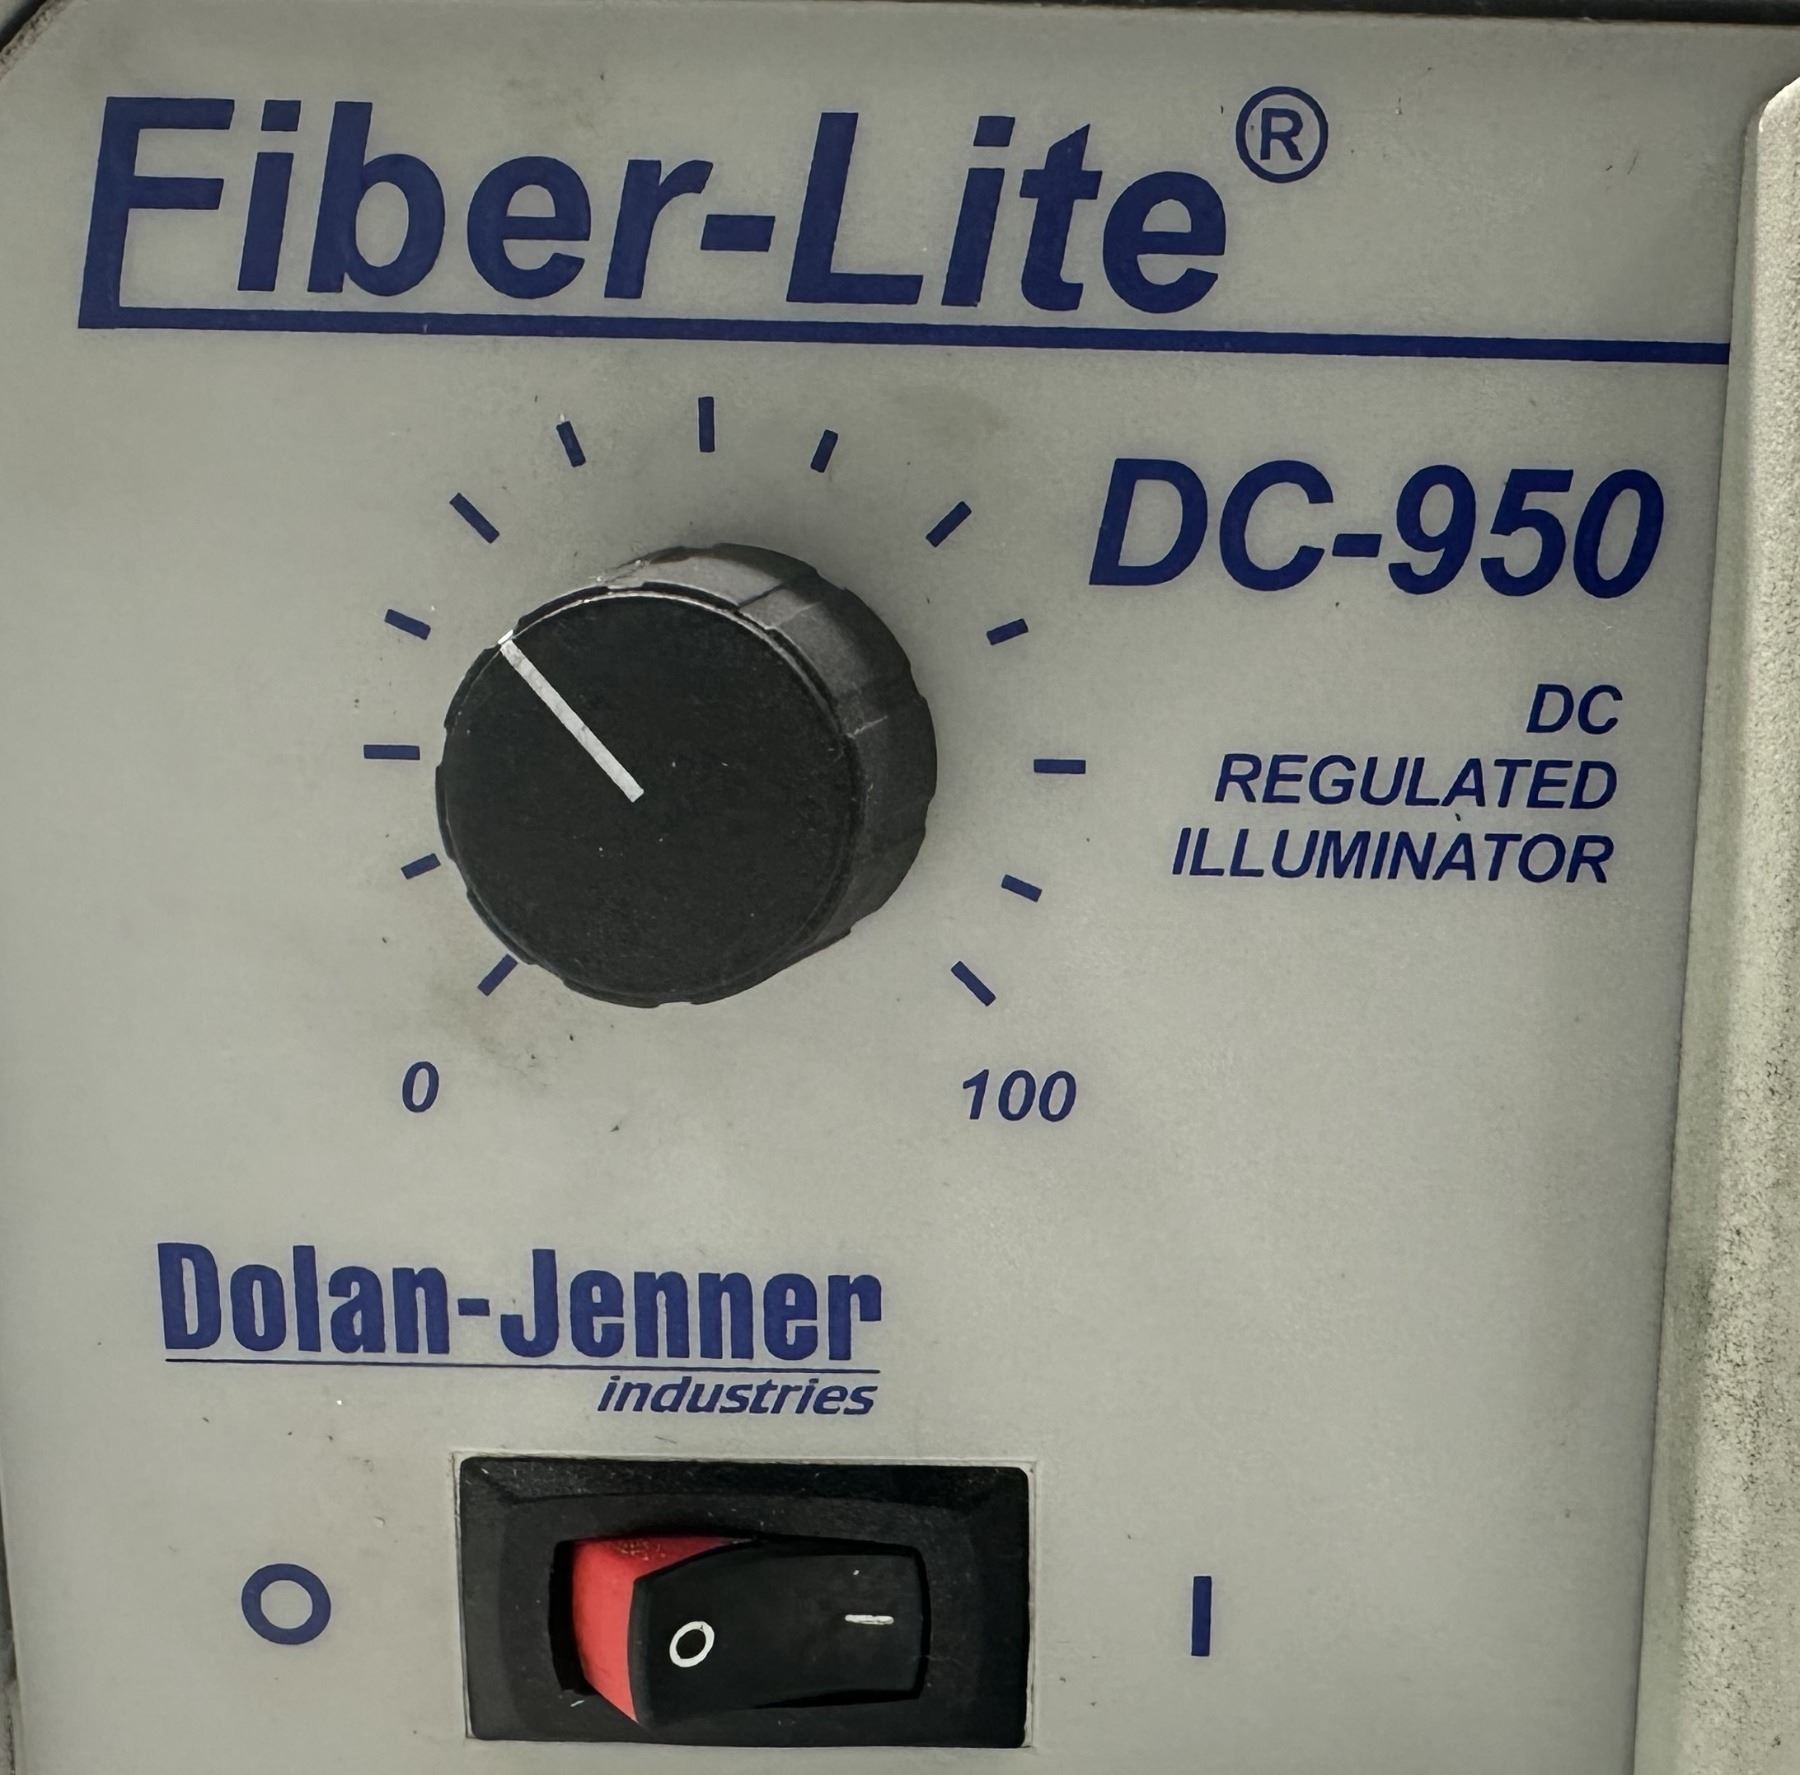 Fiber-Lite®
DC-950
DC
REGULATED
ILLUMINATOR
0
100
Dolan-Jenner
industries
O
I
O
I